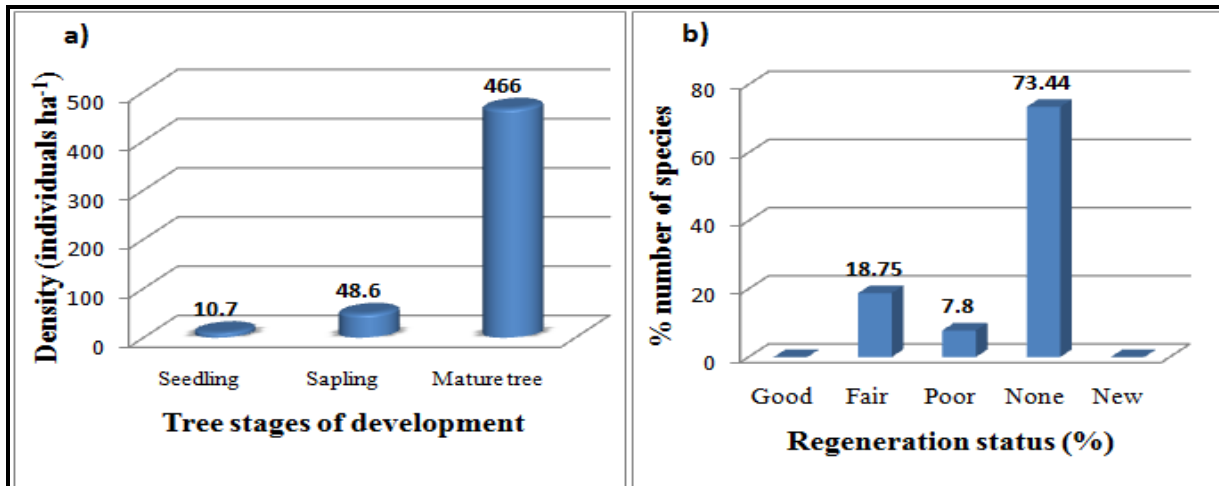 a)
Density (individuals ha-1)
500
400
300
200
100
0
10.7
48.6
466
Seedling Sapling Mature tree
Tree stages of development
b)
% number of species
80
60
40
20
0
18.75
7.8
73.44
Good Fair Poor None New
Regeneration status (%)